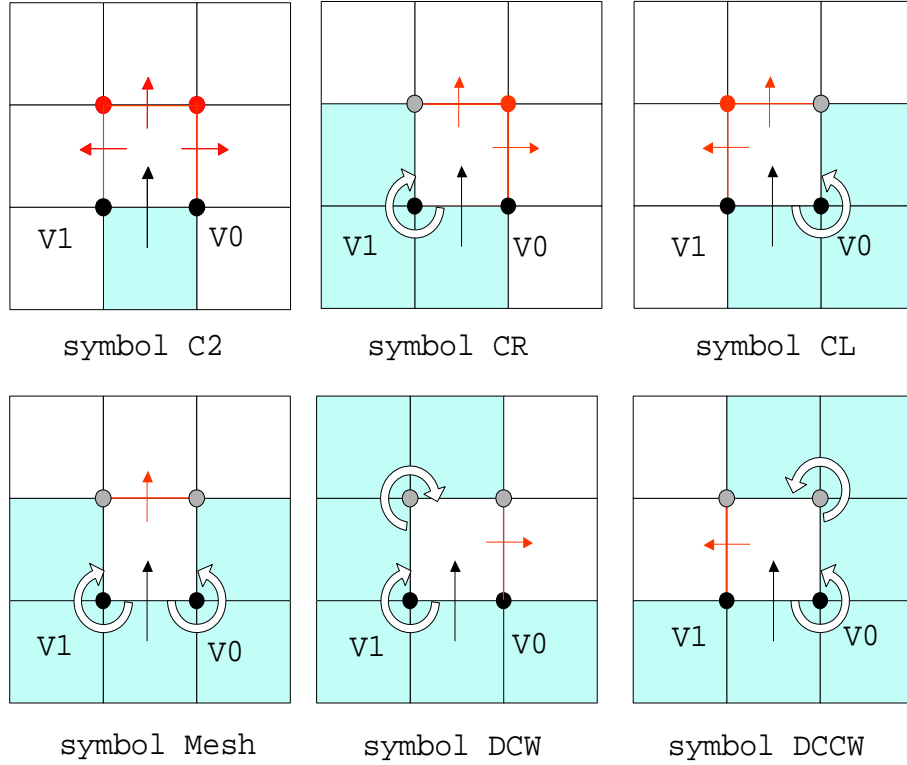 V1 V0
V1 V0
V1 V0
symbol C2
symbol CR
symbol CL
V1 V0
V1 V0
V1 V0
symbol Mesh
symbol DCW
symbol DCCW